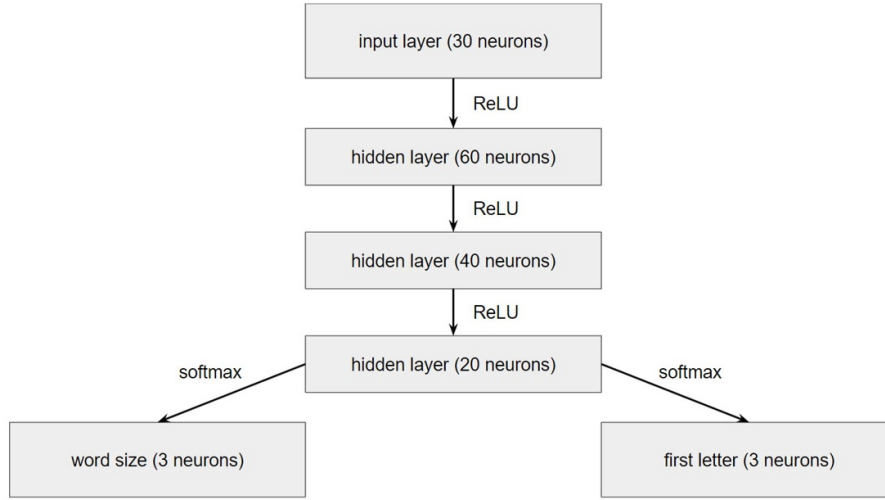 input layer (30 neurons)
ReLU
hidden layer (60 neurons)
ReLU
hidden layer (40 neurons)
ReLU
hidden layer (20 neurons)
softmax
softmax
word size (3 neurons)
first letter (3 neurons)